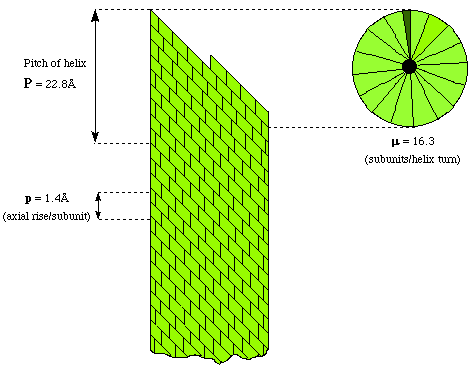 Pitch of helix
P = 22.8Å
p = 1.4Å
(axial rise/subunit)
μ = 16.3
(subunits/helix turn)